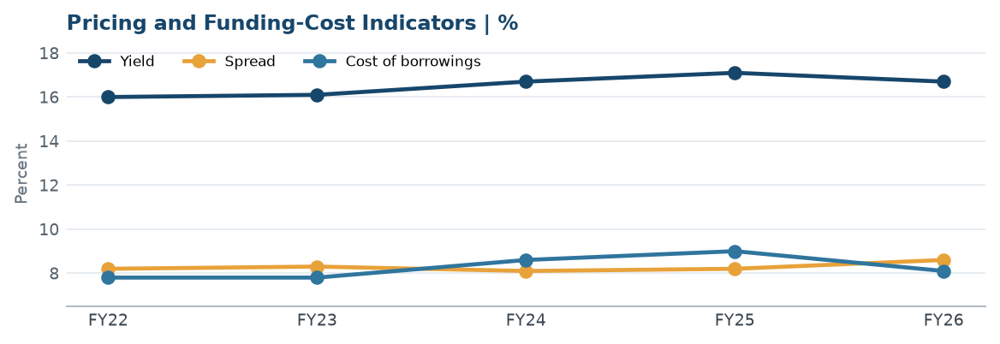 Pricing and Funding-Cost Indicators | %
Yield Spread Cost of borrowings
Percent
18
16
14
12
10
8
FY22 FY23 FY24 FY25 FY26